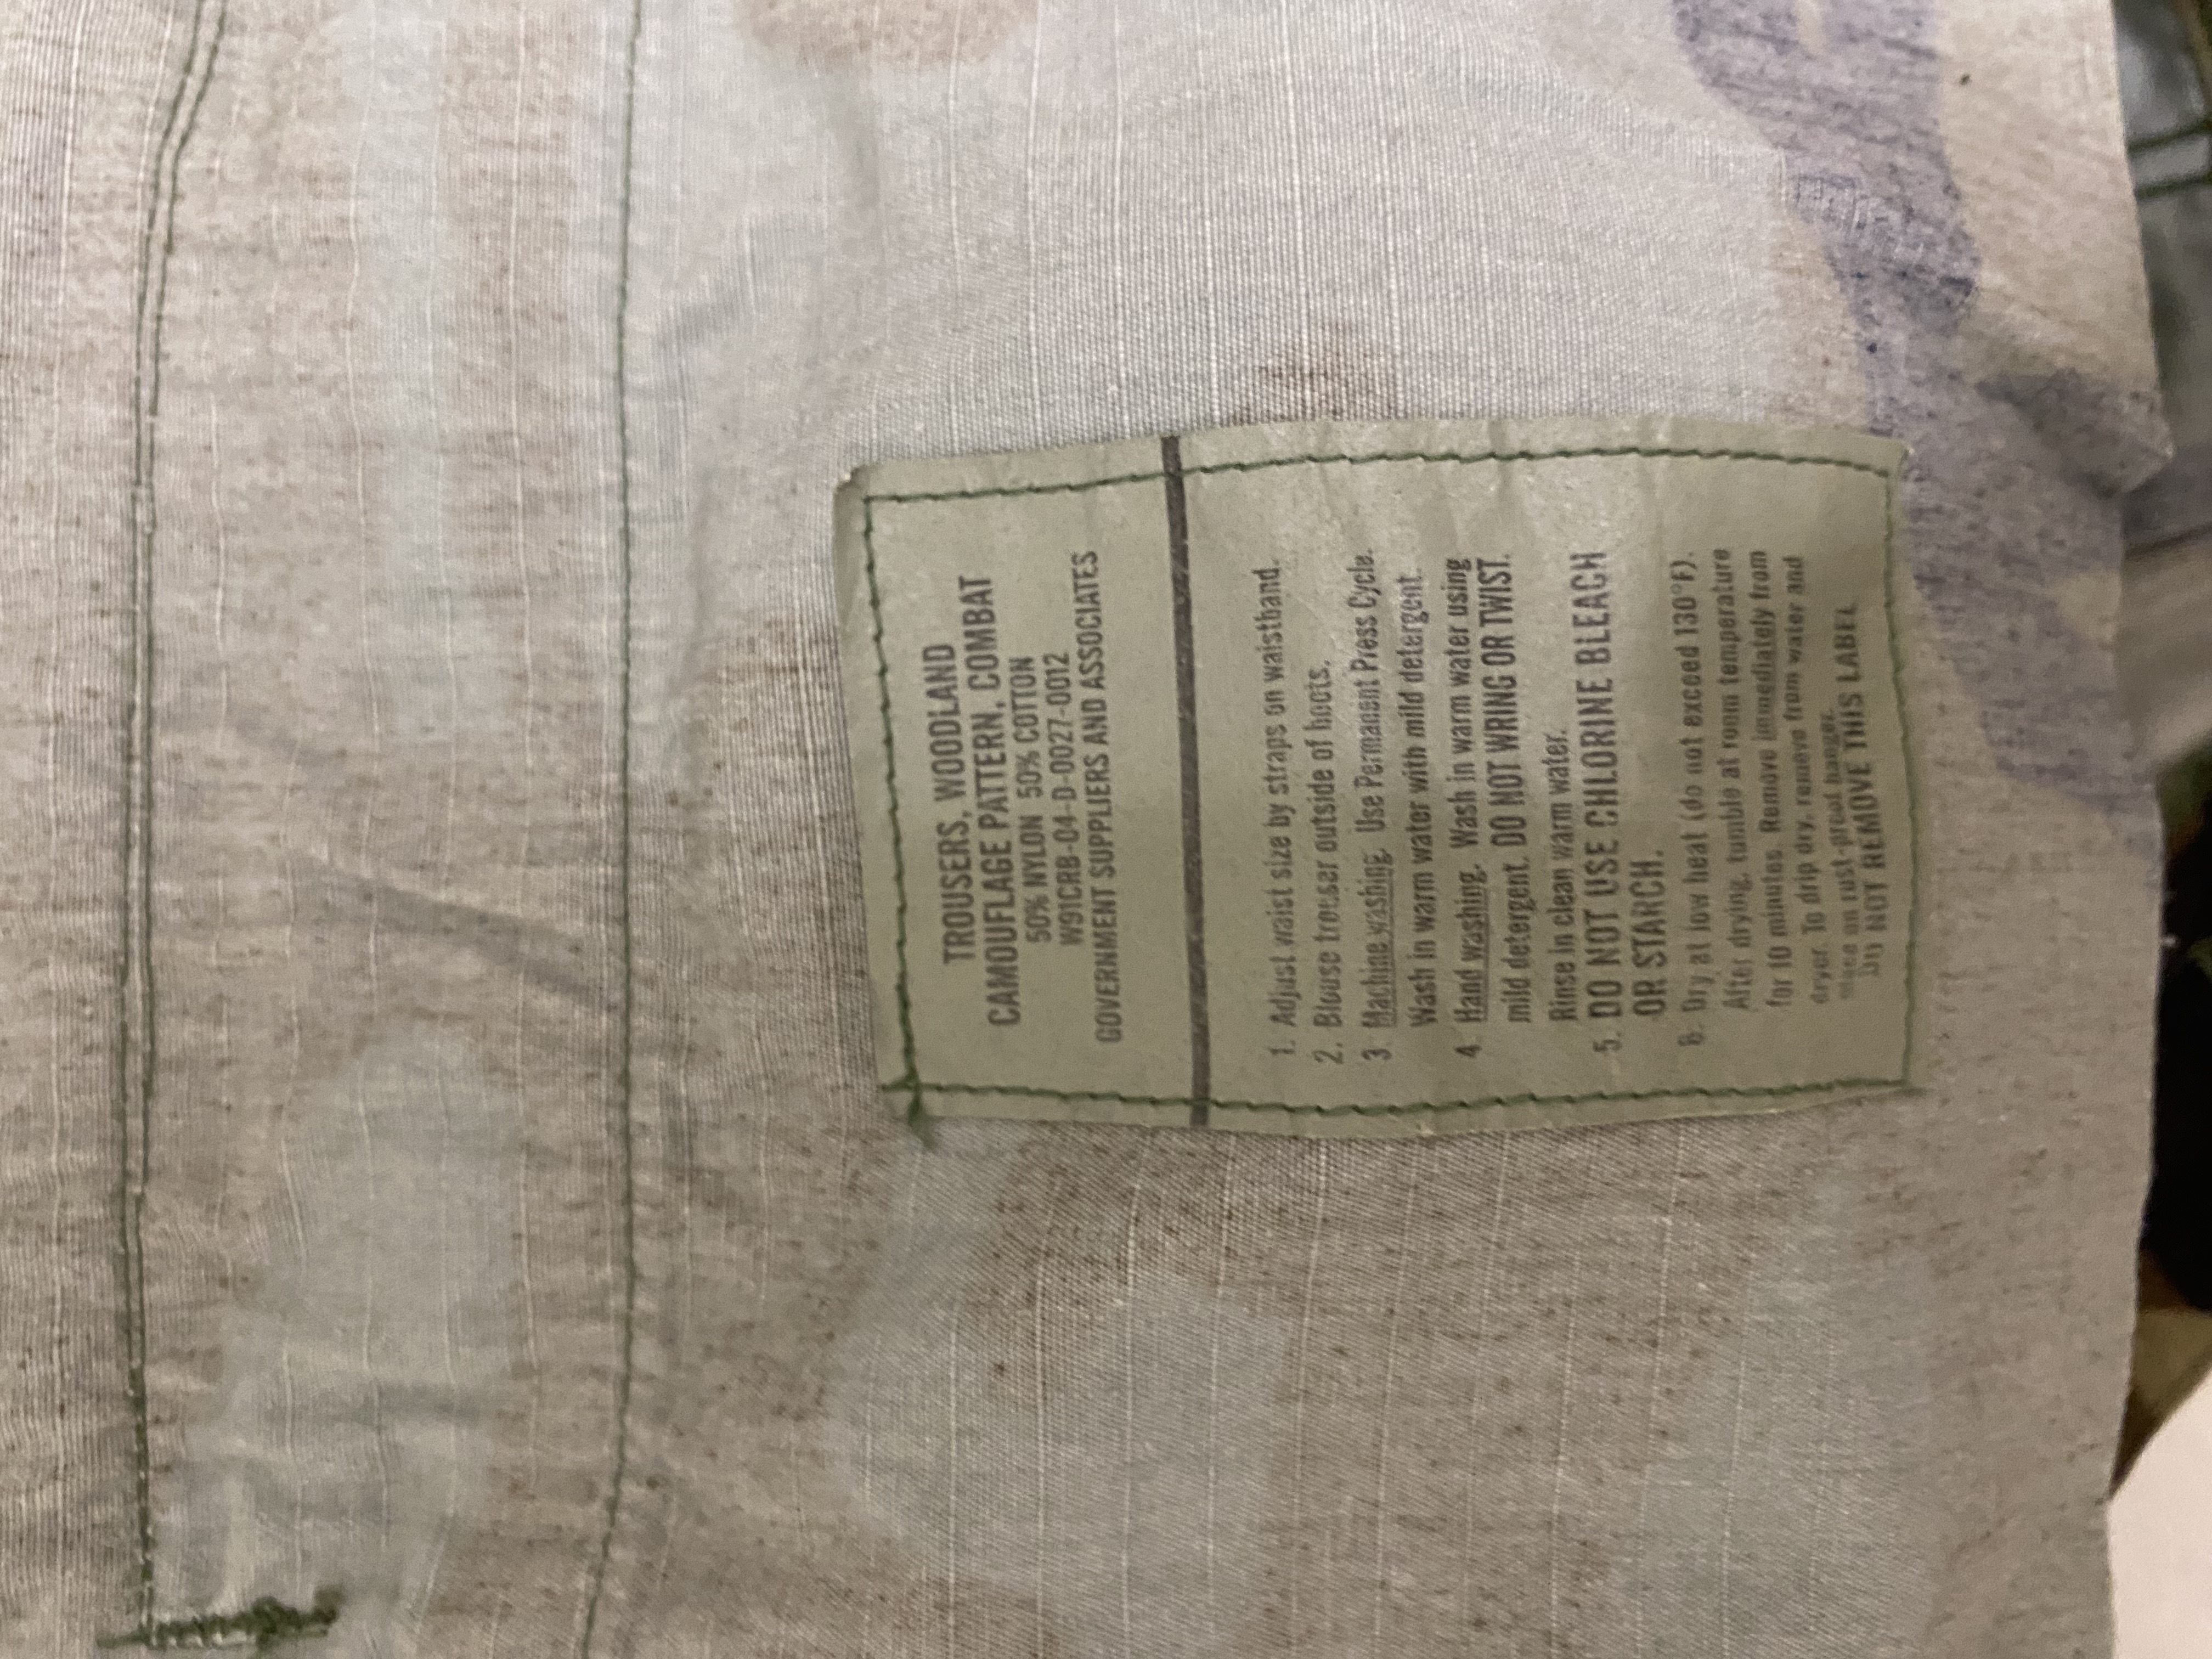 TROUSERS, WOODLAND
CAMOUFLAGE PATTERN, COMBAT
50% NYLON 50% COTTON
W91CRB-04-D-0027-0012
GOVERNMENT SUPPLIERS AND ASSOCIATES
1. Adjust waist size by straps on waistband.
2. Blouse trouser outside of boots.
3. Machine washing. Use Permanent Press Cycle.
Wash in warm water with mild detergent.
4. Hand washing. Wash in warm water using
mild detergent. DO NOT WRING OR TWIST.
Rinse in clean warm water.
5. DO NOT USE CHLORINE BLEACH
OR STARCH.
6. Dry at low heat (do not exceed 130°F).
After drying, tumble at room temperature
for 10 minutes. Remove immediately from
dryer. To drip dry, remove from water and
place on rust-proof hanger.
DO NOT REMOVE THIS LABEL